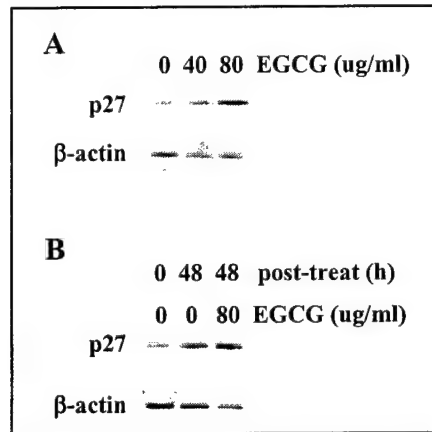 A
0 40 80 EGCG (ug/ml)
p27
β-actin
B
0 48 48 post-treat (h)
0 0 80 EGCG (ug/ml)
p27
β-actin